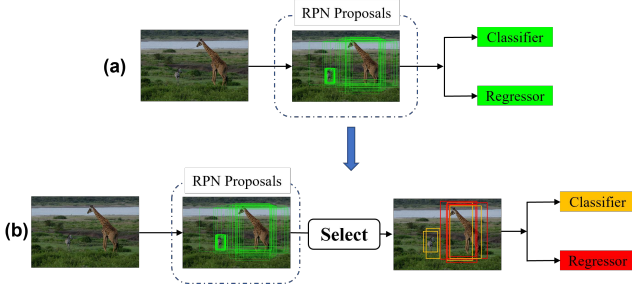 RPN Proposals
Classifier
(a)
Regressor
RPN Proposals
Classifier
(b)
Select
Regressor